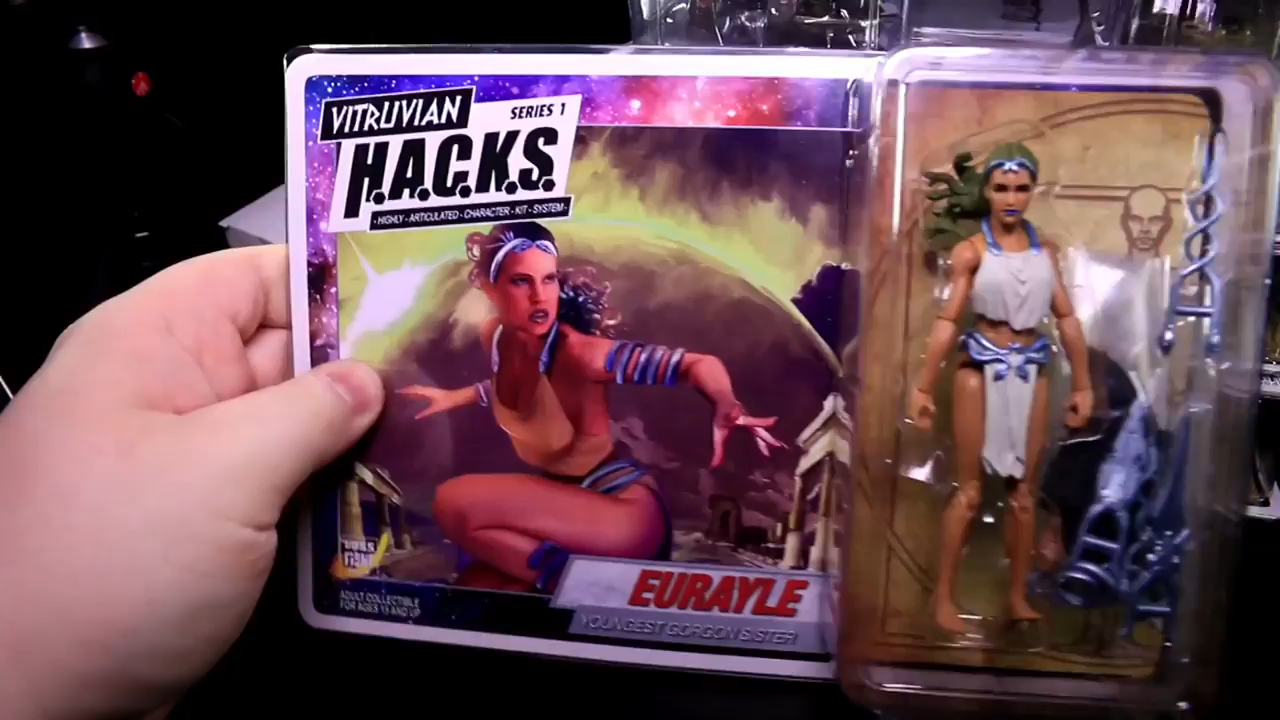 VITRUVIAN
SERIES 1
H.A.C.K.S.
· HIGHLY · ARTICULATED · CHARACTER · KIT · SYSTEM ·
ADULT COLLECTIBLE
FOR AGES 15 AND UP
EURAYLE
YOUNGEST GORGON SISTER